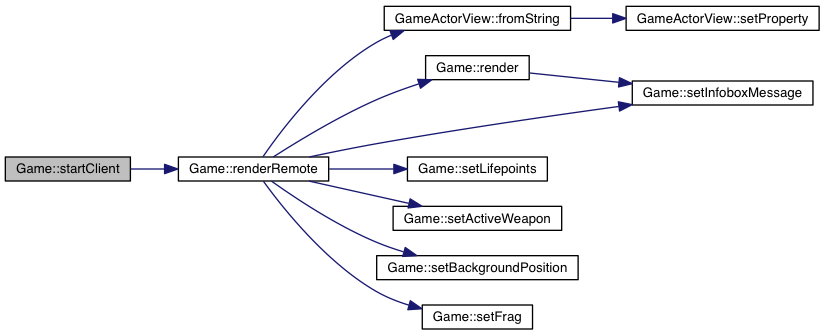 GameActorView::fromString
GameActorView::setProperty
Game::render
Game::setInfoboxMessage
Game::startClient
Game::renderRemote
Game::setLifepoints
Game::setActiveWeapon
Game::setBackgroundPosition
Game::setFrag